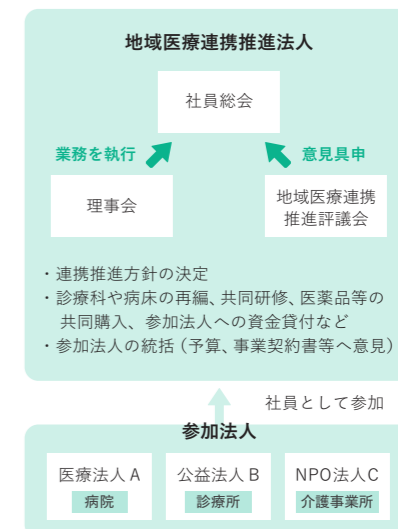 地域医療連携推進法人
社員総会
業務を執行
意見具申
理事会
地域医療連携
推進評議会
・連携推進方針の決定
・診療科や病床の再編、共同研修、医薬品等の
共同購入、参加法人への資金貸付など
・参加法人の統括（予算、事業契約書等へ意見）
社員として参加
参加法人
医療法人A
病院
公益法人B
診療所
NPO法人C
介護事業所